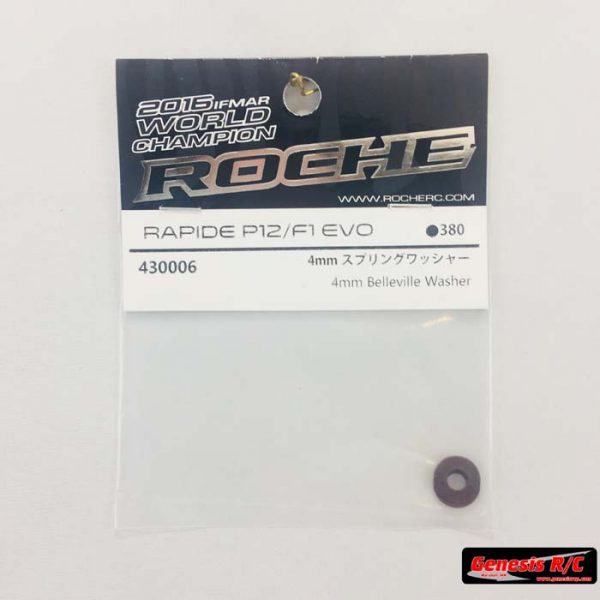 2015 IFMAR
WORLD
CHAMPION
ROCHE
WWW.ROCHERC.COM
RAPIDE P12/F1 EVO ●380
430006
4mm スプリングワッシャー
4mm Belleville Washer
Genesis R/C